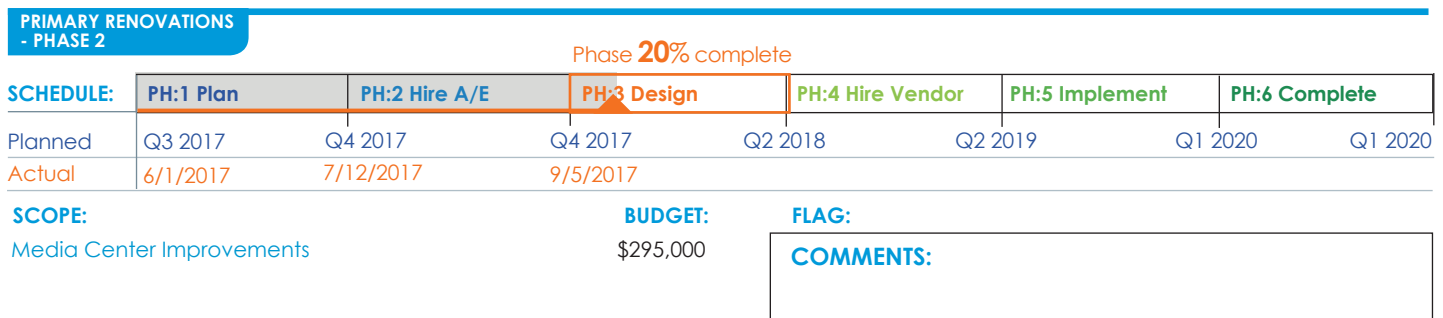 PRIMARY RENOVATIONS
- PHASE 2
Phase 20% complete
SCHEDULE: PH:1 Plan PH:2 Hire A/E PH:3 Design PH:4 Hire Vendor PH:5 Implement PH:6 Complete
Planned Q3 2017 Q4 2017 Q4 2017 Q2 2018 Q2 2019 Q1 2020 Q1 2020
Actual 6/1/2017 7/12/2017 9/5/2017
SCOPE: BUDGET: FLAG:
Media Center Improvements $295,000 COMMENTS: